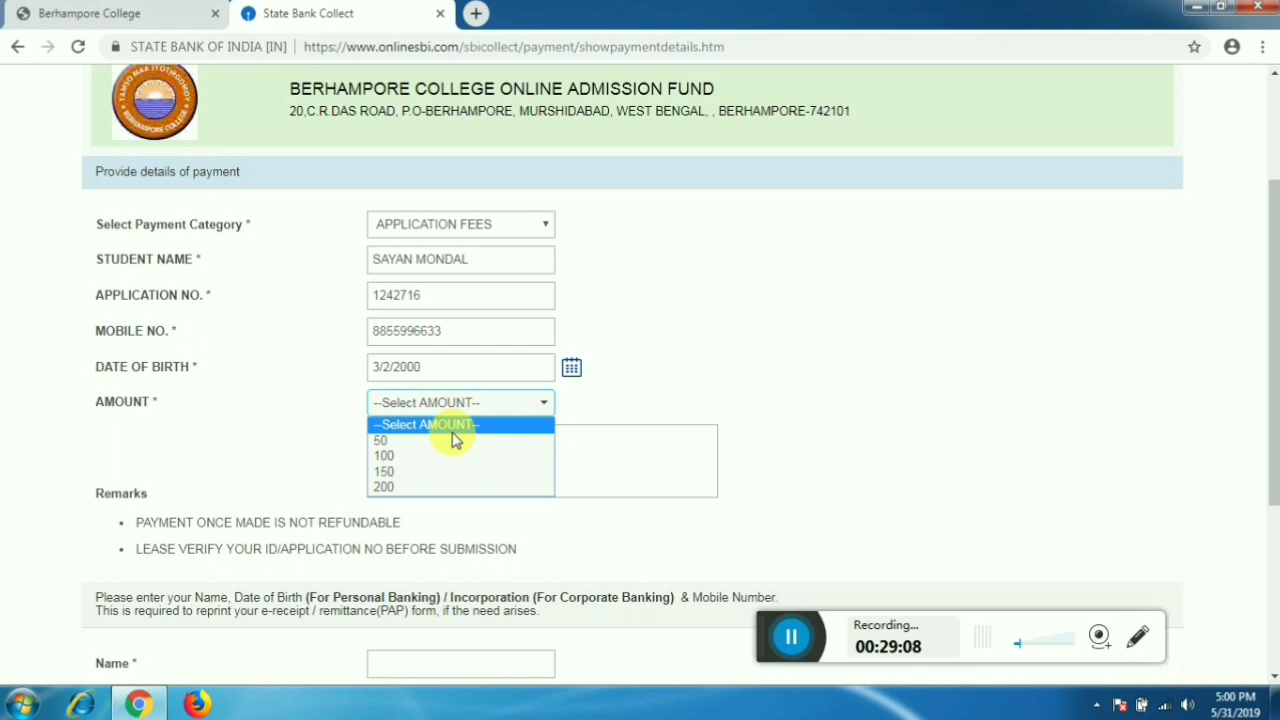 Berhampore College
State Bank Collect
STATE BANK OF INDIA [IN] https://www.onlinesbi.com/sbicollect/payment/showpaymentdetails.htm
TAMSO MAA JYOTIRGOMOY
BERHAMPORE COLLEGE
BERHAMPORE COLLEGE ONLINE ADMISSION FUND
20,C.R.DAS ROAD, P.O-BERHAMPORE, MURSHIDABAD, WEST BENGAL, , BERHAMPORE-742101
Provide details of payment
Select Payment Category * APPLICATION FEES
STUDENT NAME * SAYAN MONDAL
APPLICATION NO. * 1242716
MOBILE NO. * 8855996633
DATE OF BIRTH * 3/2/2000
AMOUNT * --Select AMOUNT--
--Select AMOUNT--
50
100
150
200
Remarks
• PAYMENT ONCE MADE IS NOT REFUNDABLE
• LEASE VERIFY YOUR ID/APPLICATION NO BEFORE SUBMISSION
Please enter your Name, Date of Birth (For Personal Banking) / Incorporation (For Corporate Banking) & Mobile Number.
This is required to reprint your e-receipt / remittance(PAP) form, if the need arises.
Recording...
00:29:08
Name *
5:00 PM
5/31/2019